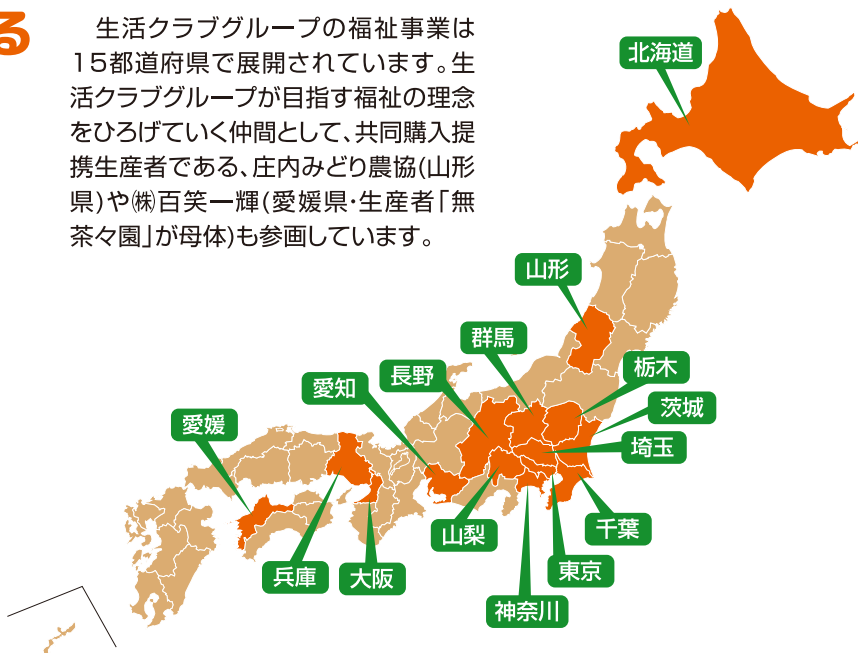 る
生活クラブグループの福祉事業は
15都道府県で展開されています。生
活クラブグループが目指す福祉の理念
をひろげていく仲間として、共同購入提
携生産者である、庄内みどり農協(山形
県)や㈱百笑一輝(愛媛県・生産者「無
茶々園」が母体)も参画しています。
北海道
山形
群馬
栃木
長野
愛知
茨城
愛媛
埼玉
千葉
山梨
東京
兵庫
大阪
神奈川